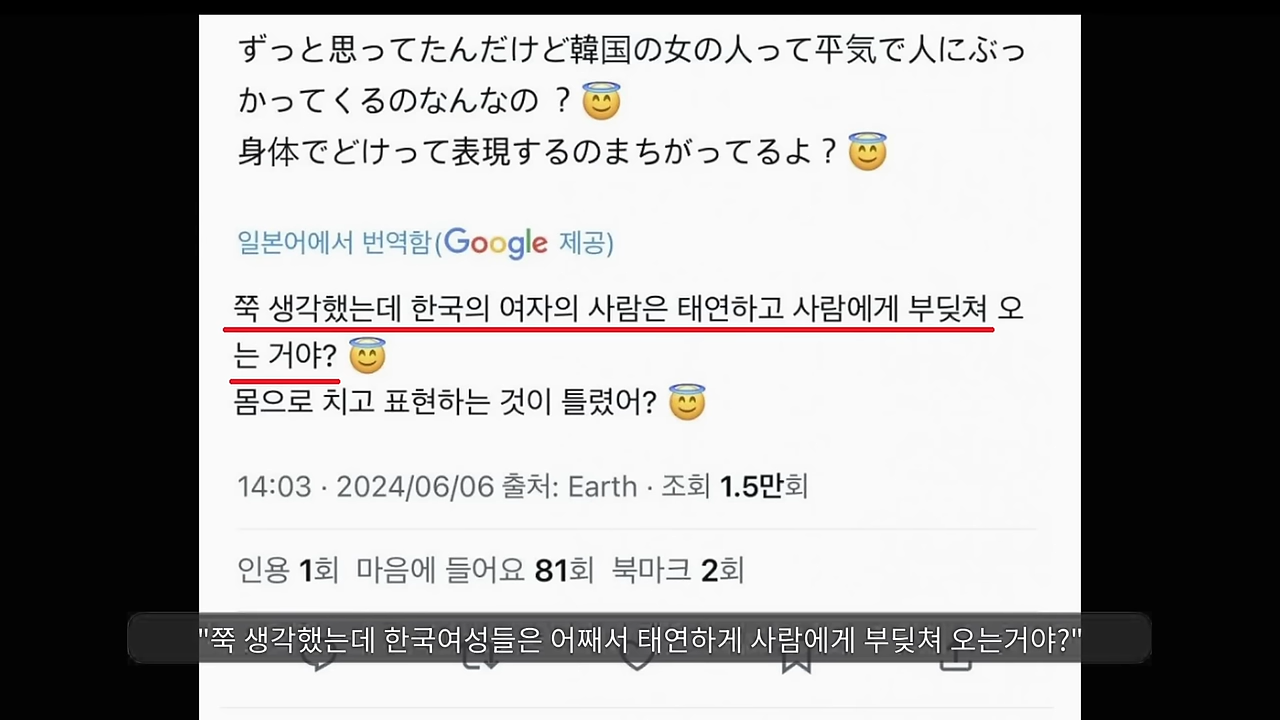 ずっと思ってたんだけど韓国の女の人って平気で人にぶっ
かってくるのなんなの ？😇
身体でどけって表現するのまちがってるよ？😇
일본어에서 번역함(Google 제공)
쭉 생각했는데 한국의 여자의 사람은 태연하고 사람에게 부딪쳐 오
는 거야?😇
몸으로 치고 표현하는 것이 틀렸어?😇
14:03 · 2024/06/06 출처: Earth · 조회 1.5만회
인용 1회 마음에 들어요 81회 북마크 2회
"쭉 생각했는데 한국여성들은 어째서 태연하게 사람에게 부딪쳐 오는거야?"